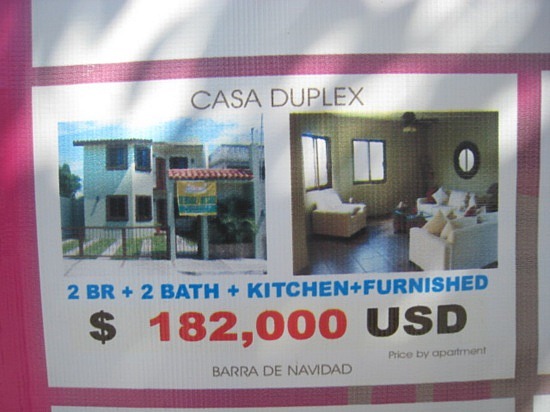 CASA DUPLEX
2 BR + 2 BATH + KITCHEN+FURNISHED
$ 182,000 USD
Price by apartment
BARRA DE NAVIDAD